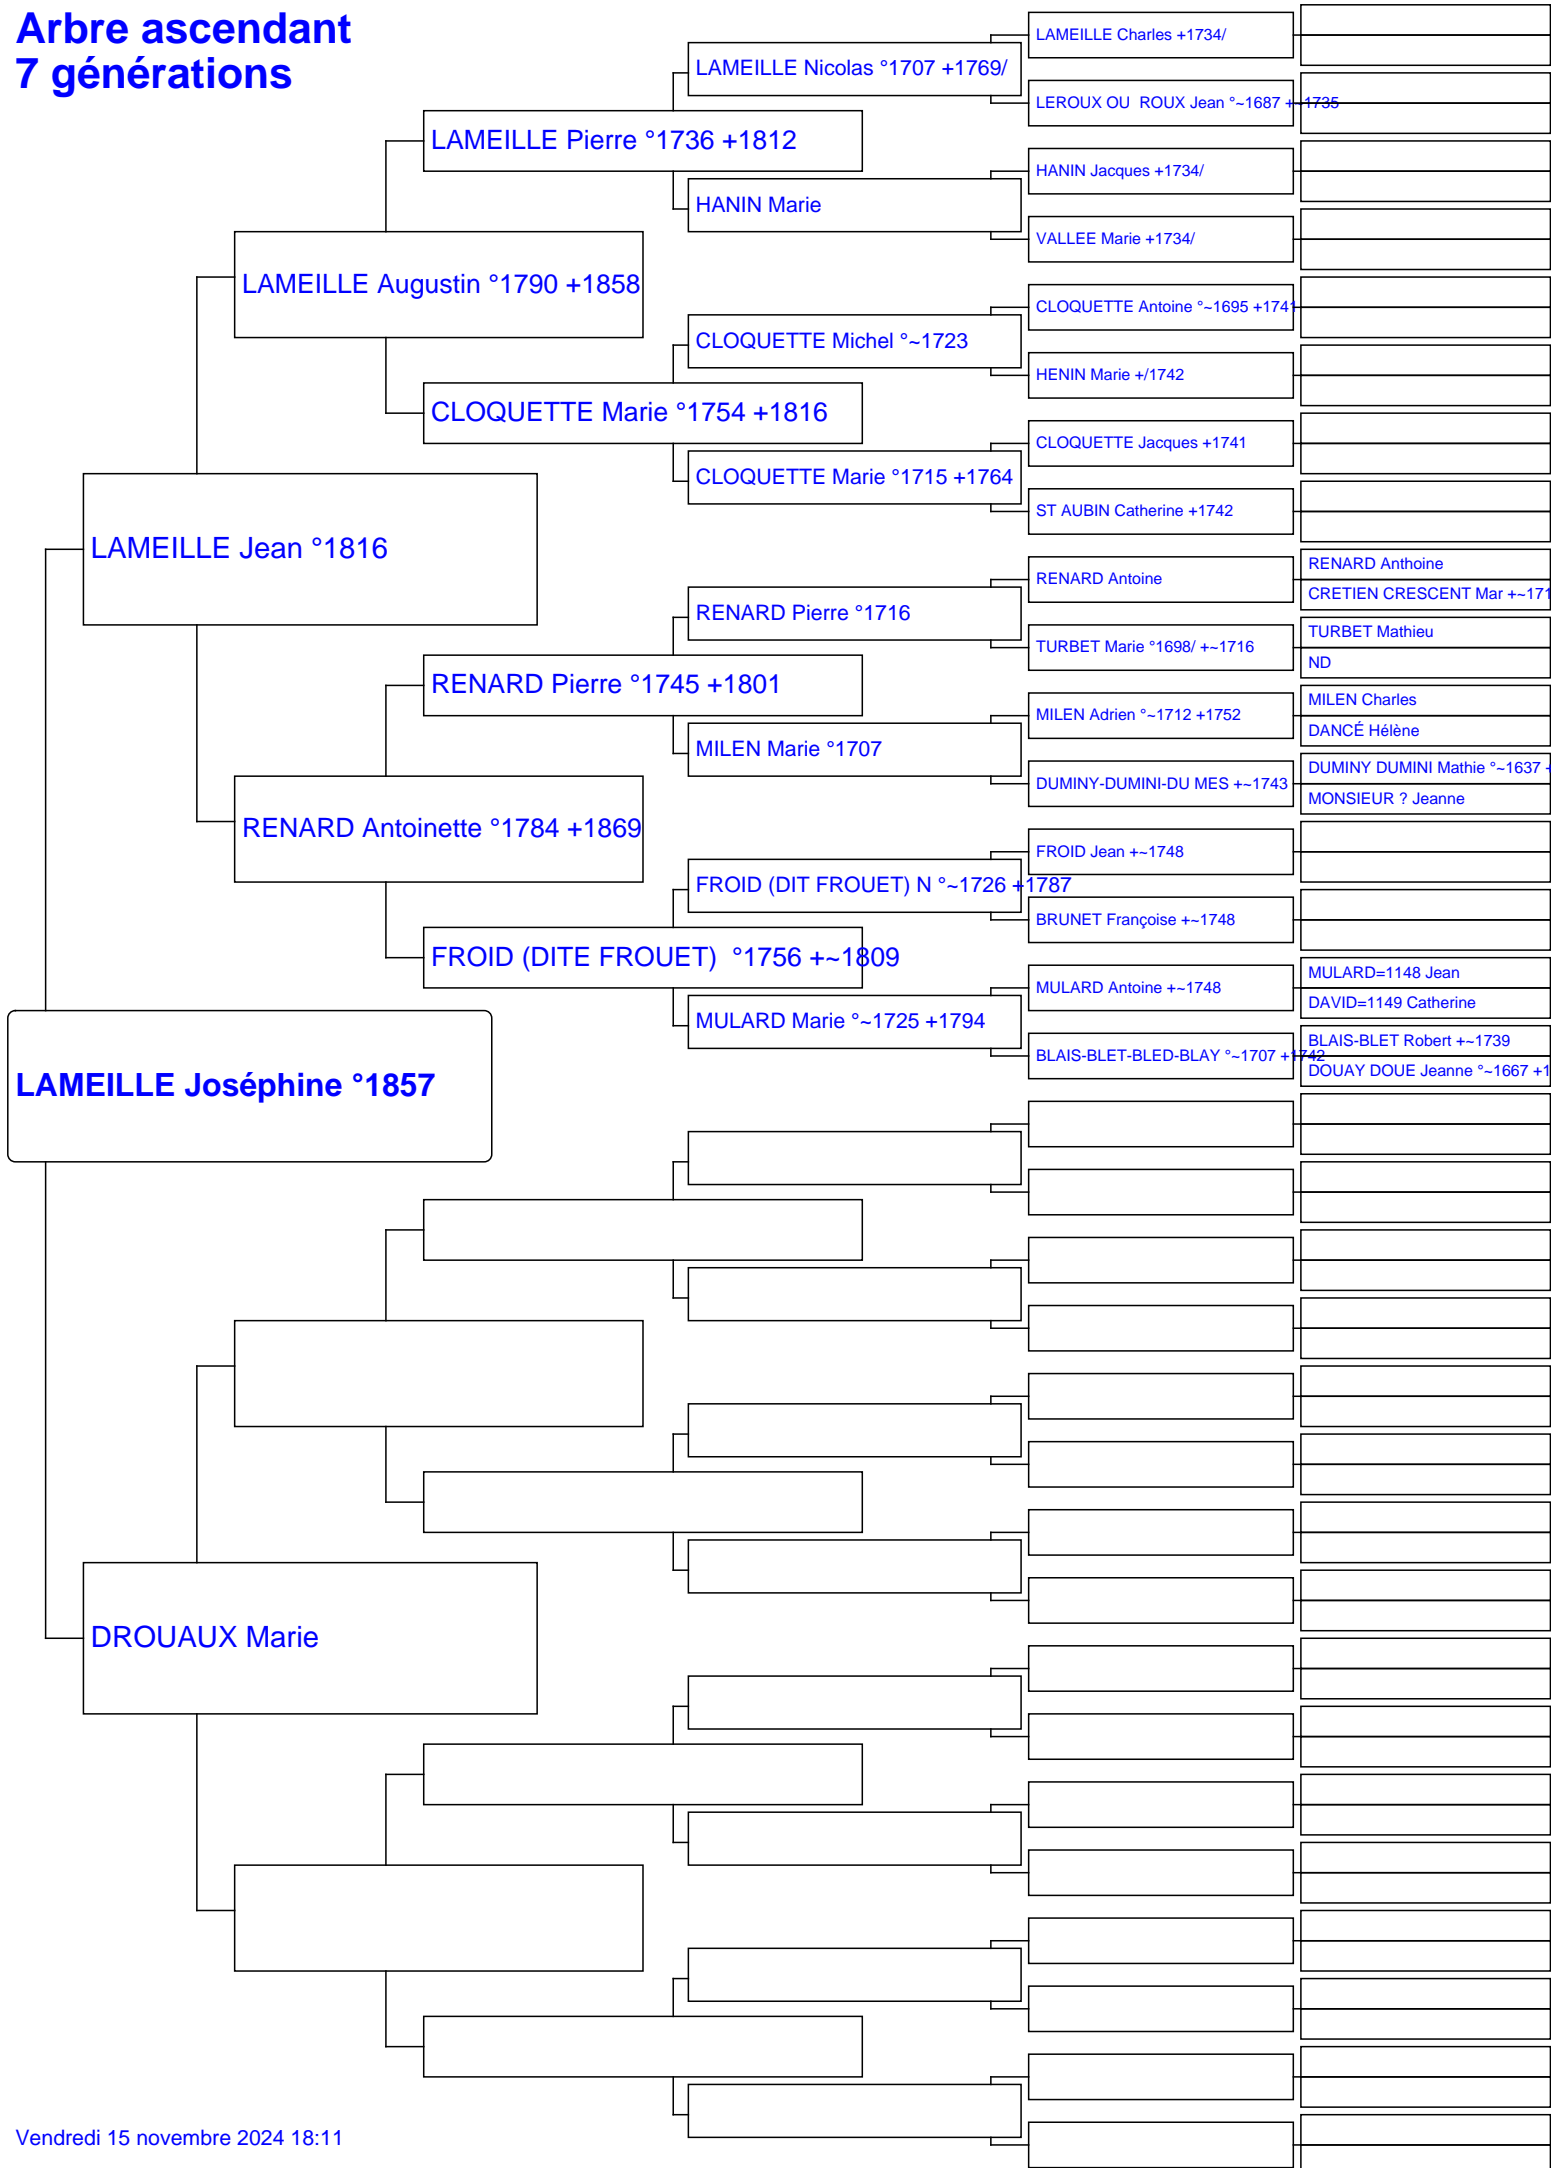 Arbre ascendant
7 générations
LAMEILLE Joséphine °1857
LAMEILLE Jean °1816
DROUAUX Marie
LAMEILLE Augustin °1790 +1858
RENARD Antoinette °1784 +1869
LAMEILLE Pierre °1736 +1812
CLOQUETTE Marie °1754 +1816
RENARD Pierre °1745 +1801
FROID (DITE FROUET)  °1756 +~1809
LAMEILLE Nicolas °1707 +1769/
HANIN Marie
CLOQUETTE Michel °~1723
CLOQUETTE Marie °1715 +1764
RENARD Pierre °1716
MILEN Marie °1707
FROID (DIT FROUET) N °~1726 +1787
MULARD Marie °~1725 +1794
LAMEILLE Charles +1734/
LEROUX OU  ROUX Jean °~1687 +~1735
HANIN Jacques +1734/
VALLEE Marie +1734/
CLOQUETTE Antoine °~1695 +1741
HENIN Marie +/1742
CLOQUETTE Jacques +1741
ST AUBIN Catherine +1742
RENARD Antoine
TURBET Marie °1698/ +~1716
MILEN Adrien °~1712 +1752
DUMINY-DUMINI-DU MES +~1743
FROID Jean +~1748
BRUNET Françoise +~1748
MULARD Antoine +~1748
BLAIS-BLET-BLED-BLAY °~1707 +1742
RENARD Anthoine
CRETIEN CRESCENT Mar +~171
TURBET Mathieu
ND
MILEN Charles
DANCÉ Hélène
DUMINY DUMINI Mathie °~1637 +
MONSIEUR ? Jeanne
MULARD=1148 Jean
DAVID=1149 Catherine
BLAIS-BLET Robert +~1739
DOUAY DOUE Jeanne °~1667 +1
Vendredi 15 novembre 2024 18:11